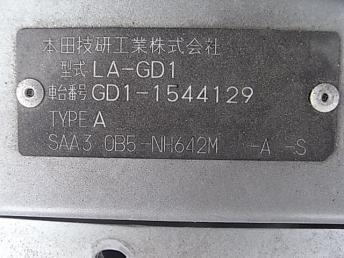 本田技研工業株式会社
型式 LA-GD1
車台番号 GD1-1544129
TYPE A
SAA3 0B5-NH642M -A -S